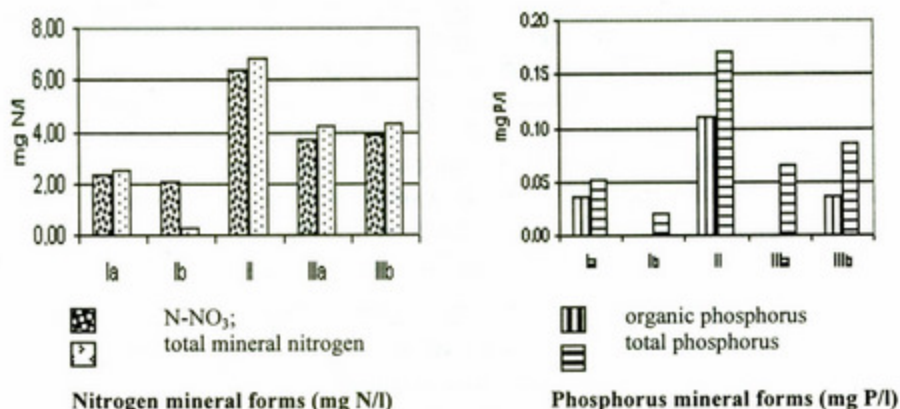 8,00
6,00
4,00
2,00
0,00
mg N/l
Ia Ib II IIIa IIIb
N-NO₃;
total mineral nitrogen
Nitrogen mineral forms (mg N/l)
0.20
0.15
0.10
0.05
0.00
mg P/l
Ib II IIIb
organic phosphorus
total phosphorus
Phosphorus mineral forms (mg P/l)